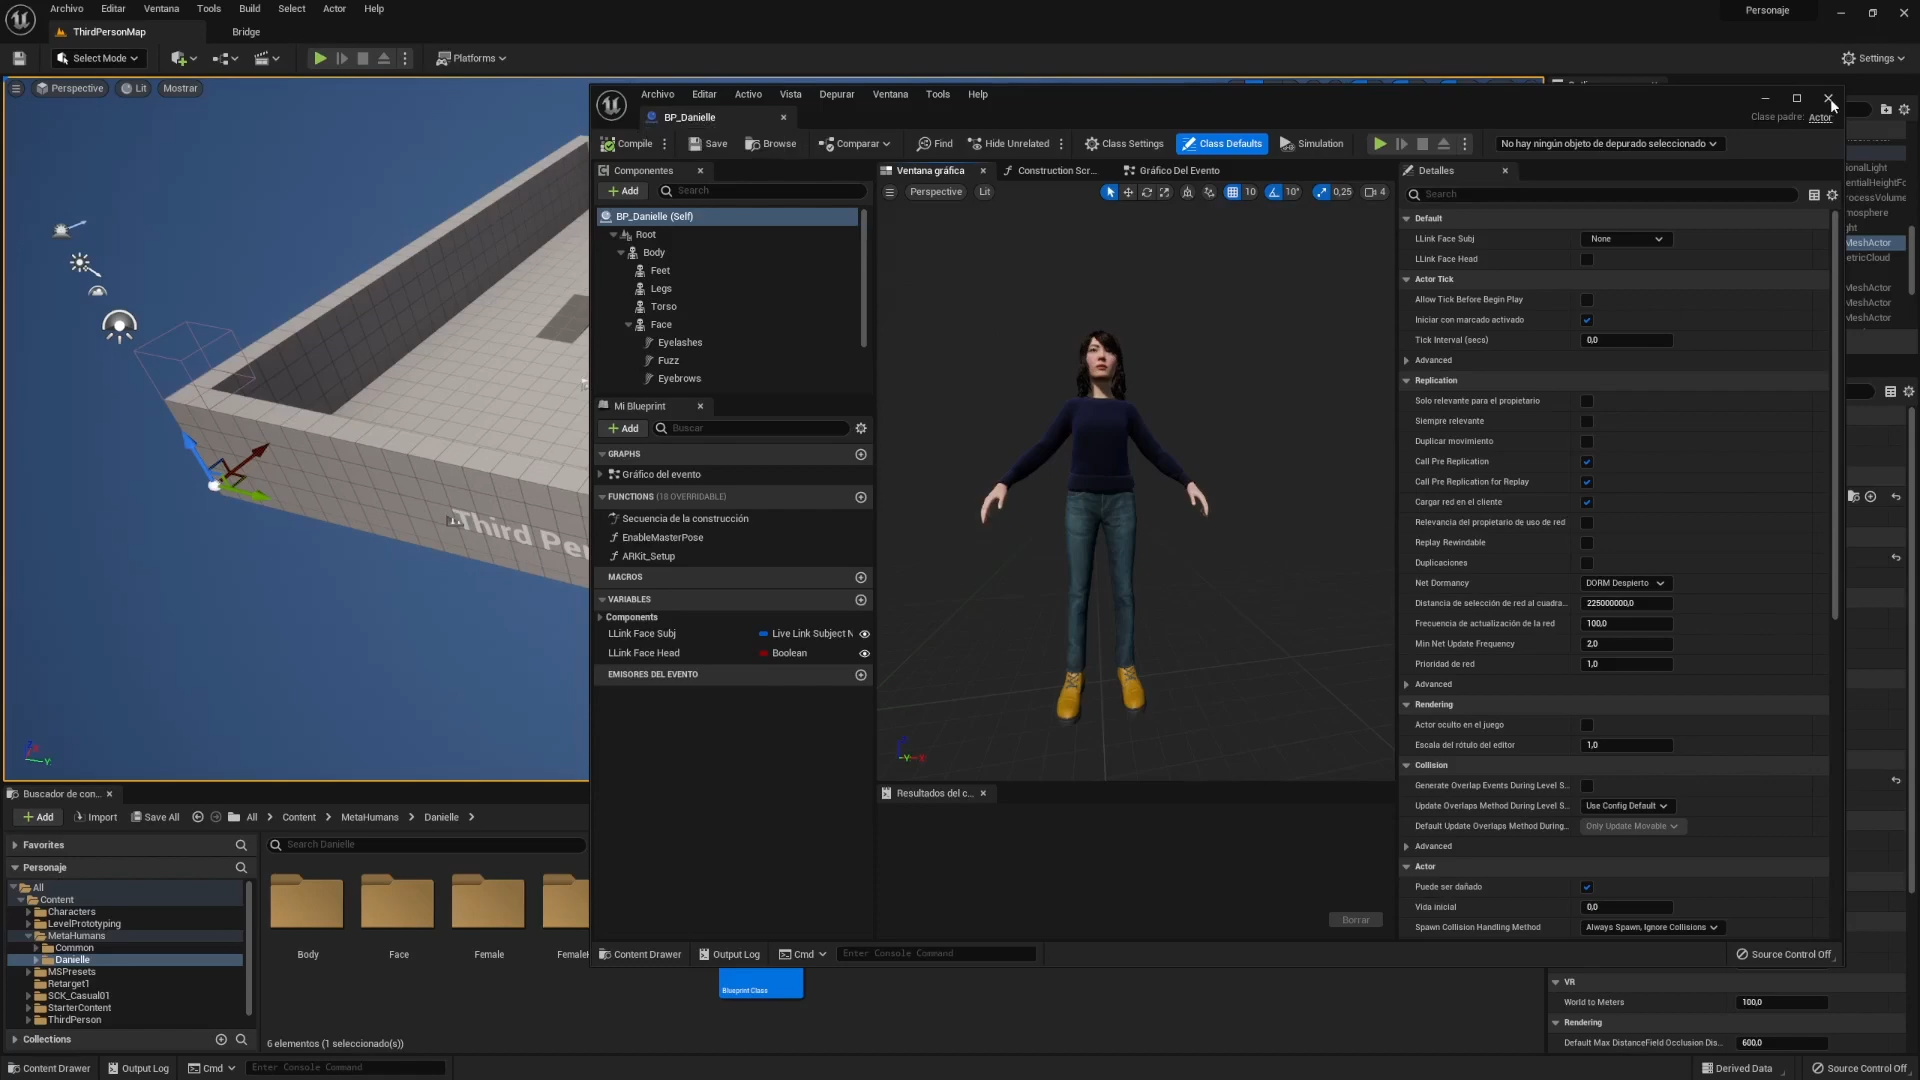 Archivo Editar Ventana Tools Build Select Actor Help
Personaje
ThirdPersonMap
Bridge
Select Mode
Platforms
Settings
Perspective
Lit
Mostrar
Archivo Editar Activo Vista Depurar Ventana Tools Help
BP_Danielle
Clase padre: Actor
Compile
Save
Browse
Comparar
Find
Hide Unrelated
Class Settings
Class Defaults
Simulation
No hay ningún objeto de depurado seleccionado
Componentes
Add
Search
BP_Danielle (Self)
Root
Body
Feet
Legs
Torso
Face
Eyelashes
Fuzz
Eyebrows
Mi Blueprint
Add
Buscar
GRAPHS
Gráfico del evento
FUNCTIONS (18 OVERRIDABLE)
Secuencia de la construcción
EnableMasterPose
ARKit_Setup
MACROS
VARIABLES
Components
LLink Face Subj Live Link Subject N
LLink Face Head Boolean
EMISORES DEL EVENTO
Ventana gráfica
Construction Scr...
Gráfico Del Evento
Perspective
Lit
10
10°
0,25
4
Resultados del c...
Borrar
Detalles
Search
Default
LLink Face Subj None
LLink Face Head
Actor Tick
Allow Tick Before Begin Play
Iniciar con marcado activado
Tick Interval (secs) 0,0
Advanced
Replication
Solo relevante para el propietario
Siempre relevante
Duplicar movimiento
Call Pre Replication
Call Pre Replication for Replay
Cargar red en el cliente
Relevancia del propietario de uso de red
Replay Rewindable
Duplicaciones
Net Dormancy DORM Despierto
Distancia de selección de red al cuadra... 225000000,0
Frecuencia de actualización de la red 100,0
Min Net Update Frequency 2,0
Prioridad de red 1,0
Advanced
Rendering
Actor oculto en el juego
Escala del rótulo del editor 1,0
Collision
Generate Overlap Events During Level S...
Update Overlaps Method During Level S... Use Config Default
Default Update Overlaps Method During... Only Update Movable
Advanced
Actor
Puede ser dañado
Vida inicial 0,0
Spawn Collision Handling Method Always Spawn, Ignore Collisions
Content Drawer
Output Log
Cmd
Enter Console Command
Source Control Off
ionalLight
entialHeightFo
rocessVolume
mosphere
ght
MeshActor
etricCloud
MeshActor
MeshActor
MeshActor
Third Pe
Buscador de con...
Add
Import
Save All
All
Content
MetaHumans
Danielle
Favorites
Search Danielle
Personaje
All
Content
Characters
LevelPrototyping
MetaHumans
Common
Danielle
MSPresets
Retarget1
SCK_Casual01
StarterContent
ThirdPerson
Collections
Body
Face
Female
Femalel
Blueprint Class
6 elementos (1 seleccionado(s))
VR
World to Meters 100,0
Rendering
Default Max DistanceField Occlusion Dis... 600,0
Content Drawer
Output Log
Cmd
Enter Console Command
Derived Data
Source Control Off